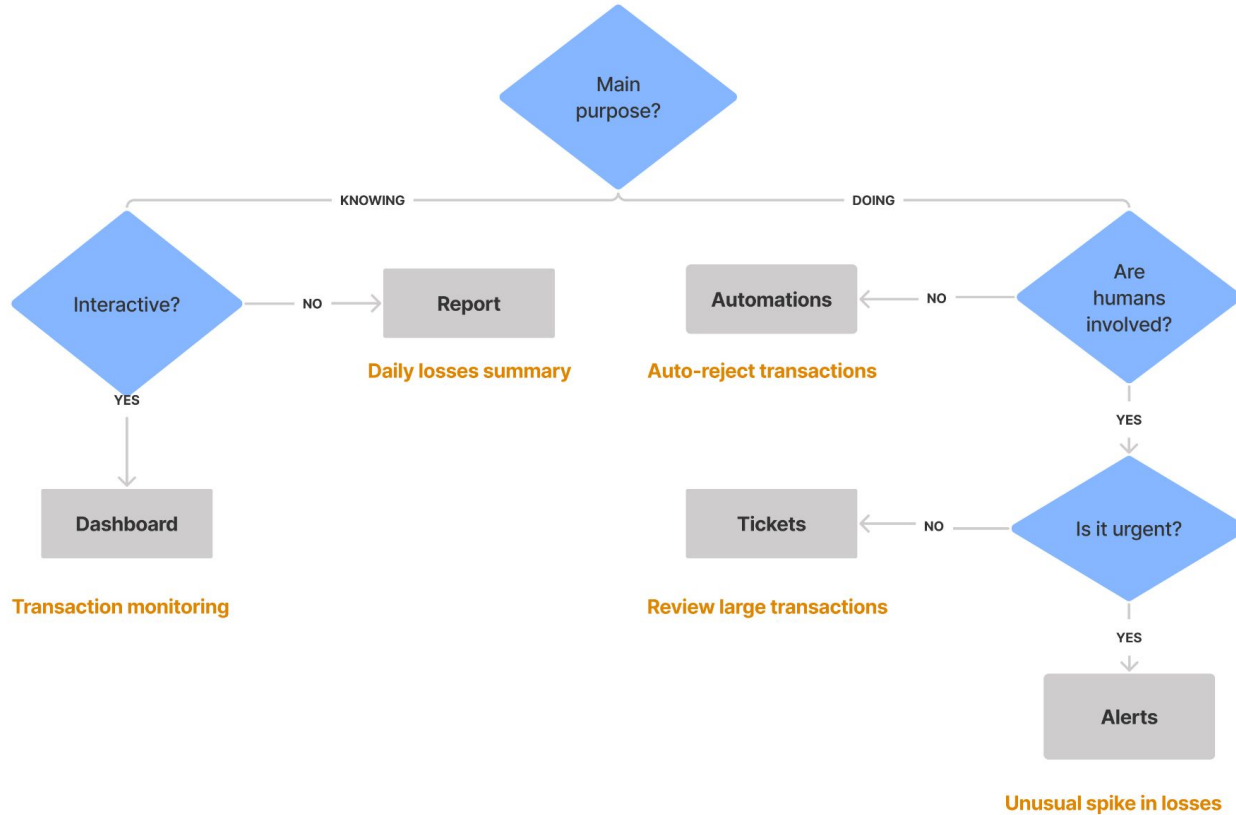 Main
purpose?
KNOWING
DOING
Interactive?
NO
Report
Automations
NO
Are
humans
involved?
Daily losses summary
Auto-reject transactions
YES
YES
Dashboard
Tickets
NO
Is it urgent?
Transaction monitoring
Review large transactions
YES
Alerts
Unusual spike in losses